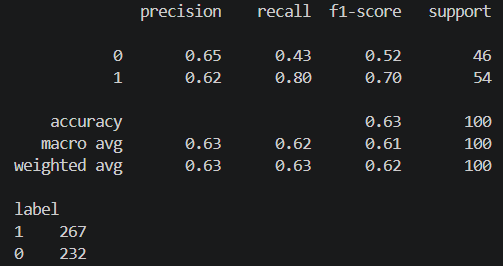 precision recall f1-score support
0 0.65 0.43 0.52 46
1 0.62 0.80 0.70 54
accuracy 0.63 100
macro avg 0.63 0.62 0.61 100
weighted avg 0.63 0.63 0.62 100
label
1 267
0 232